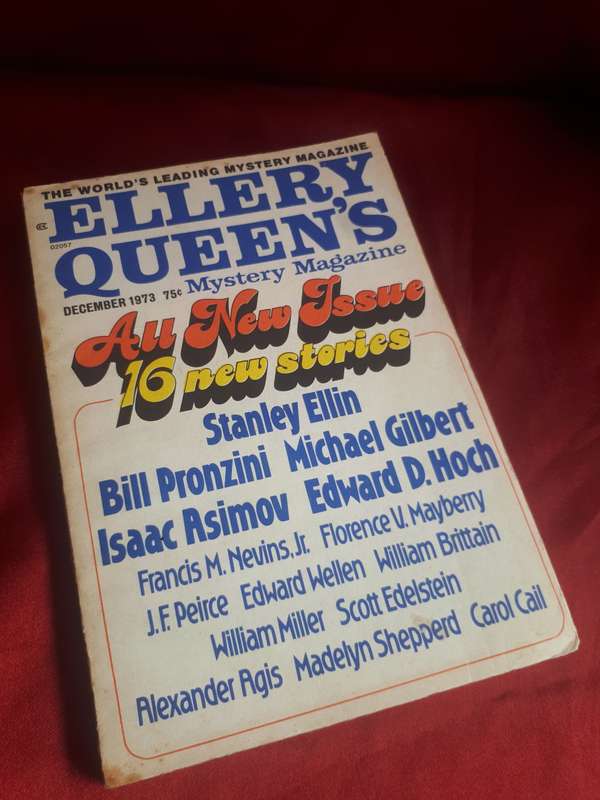 THE WORLD'S LEADING MYSTERY MAGAZINE
ELLERY
02057
QUEEN'S
Mystery Magazine
DECEMBER 1973 75¢
All New Issue
16 new stories
Stanley Ellin
Bill Pronzini Michael Gilbert
Isaac Asimov Edward D. Hoch
Francis M. Nevins, Jr. Florence V. Mayberry
J.F. Peirce Edward Wellen William Brittain
William Miller Scott Edelstein
Alexander Agis Madelyn Shepperd Carol Cail